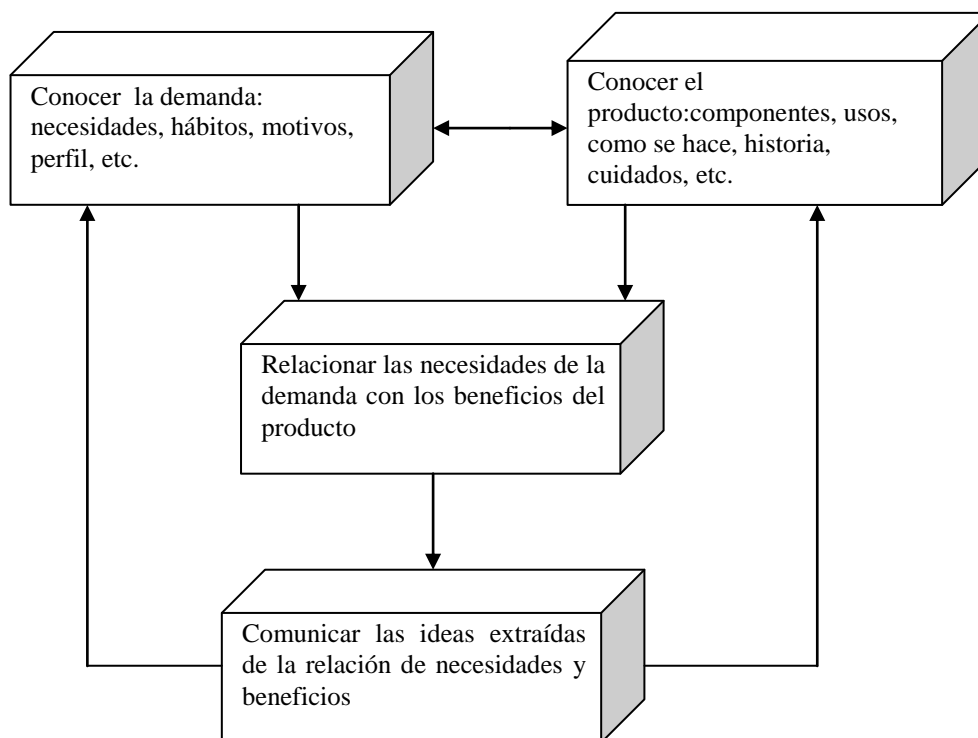 Conocer la demanda:
necesidades, hábitos, motivos,
perfil, etc.
Conocer el
producto:componentes, usos,
como se hace, historia,
cuidados, etc.
Relacionar las necesidades de la
demanda con los beneficios del
producto
Comunicar las ideas extraídas
de la relación de necesidades y
beneficios